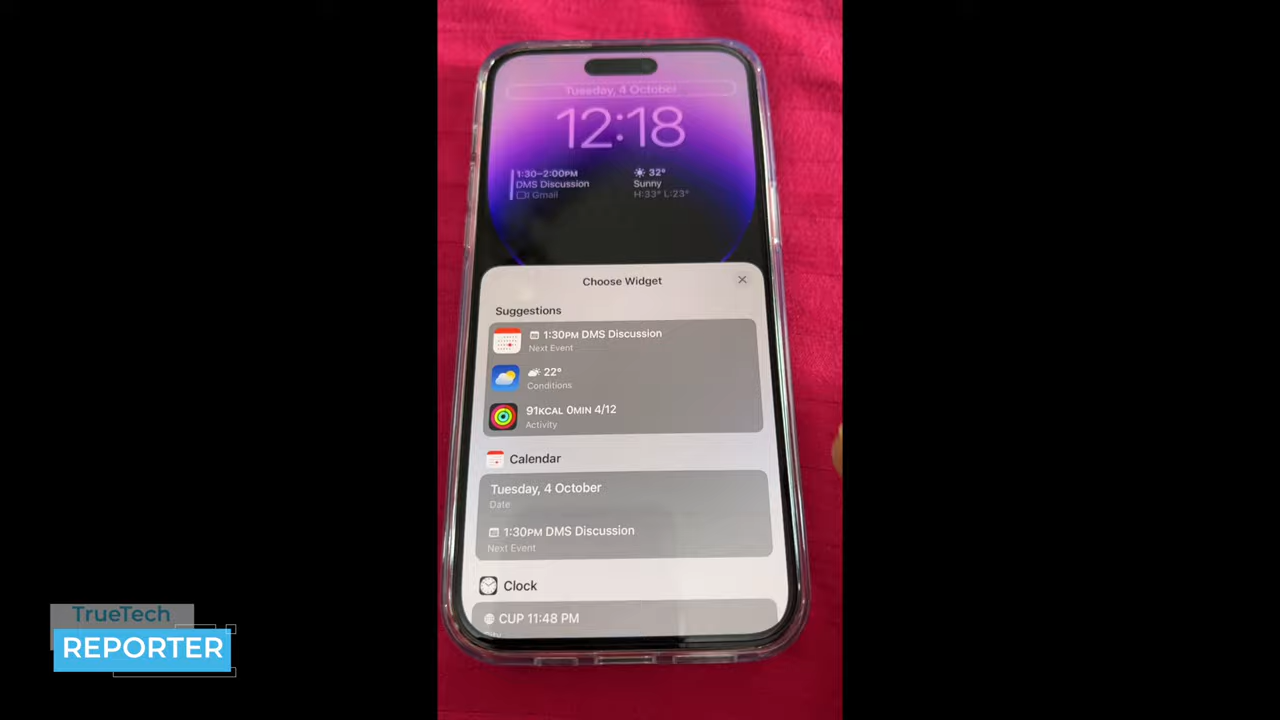 Tuesday, 4 October
12:18
1:30–2:00PM
DMS Discussion
Gmail
32°
Sunny
H:33° L:23°
Choose Widget
Suggestions
1:30PM DMS Discussion
Next Event
22°
Conditions
91KCAL 0MIN 4/12
Activity
Calendar
Tuesday, 4 October
Date
1:30PM DMS Discussion
Next Event
Clock
CUP 11:48 PM
TrueTech
REPORTER